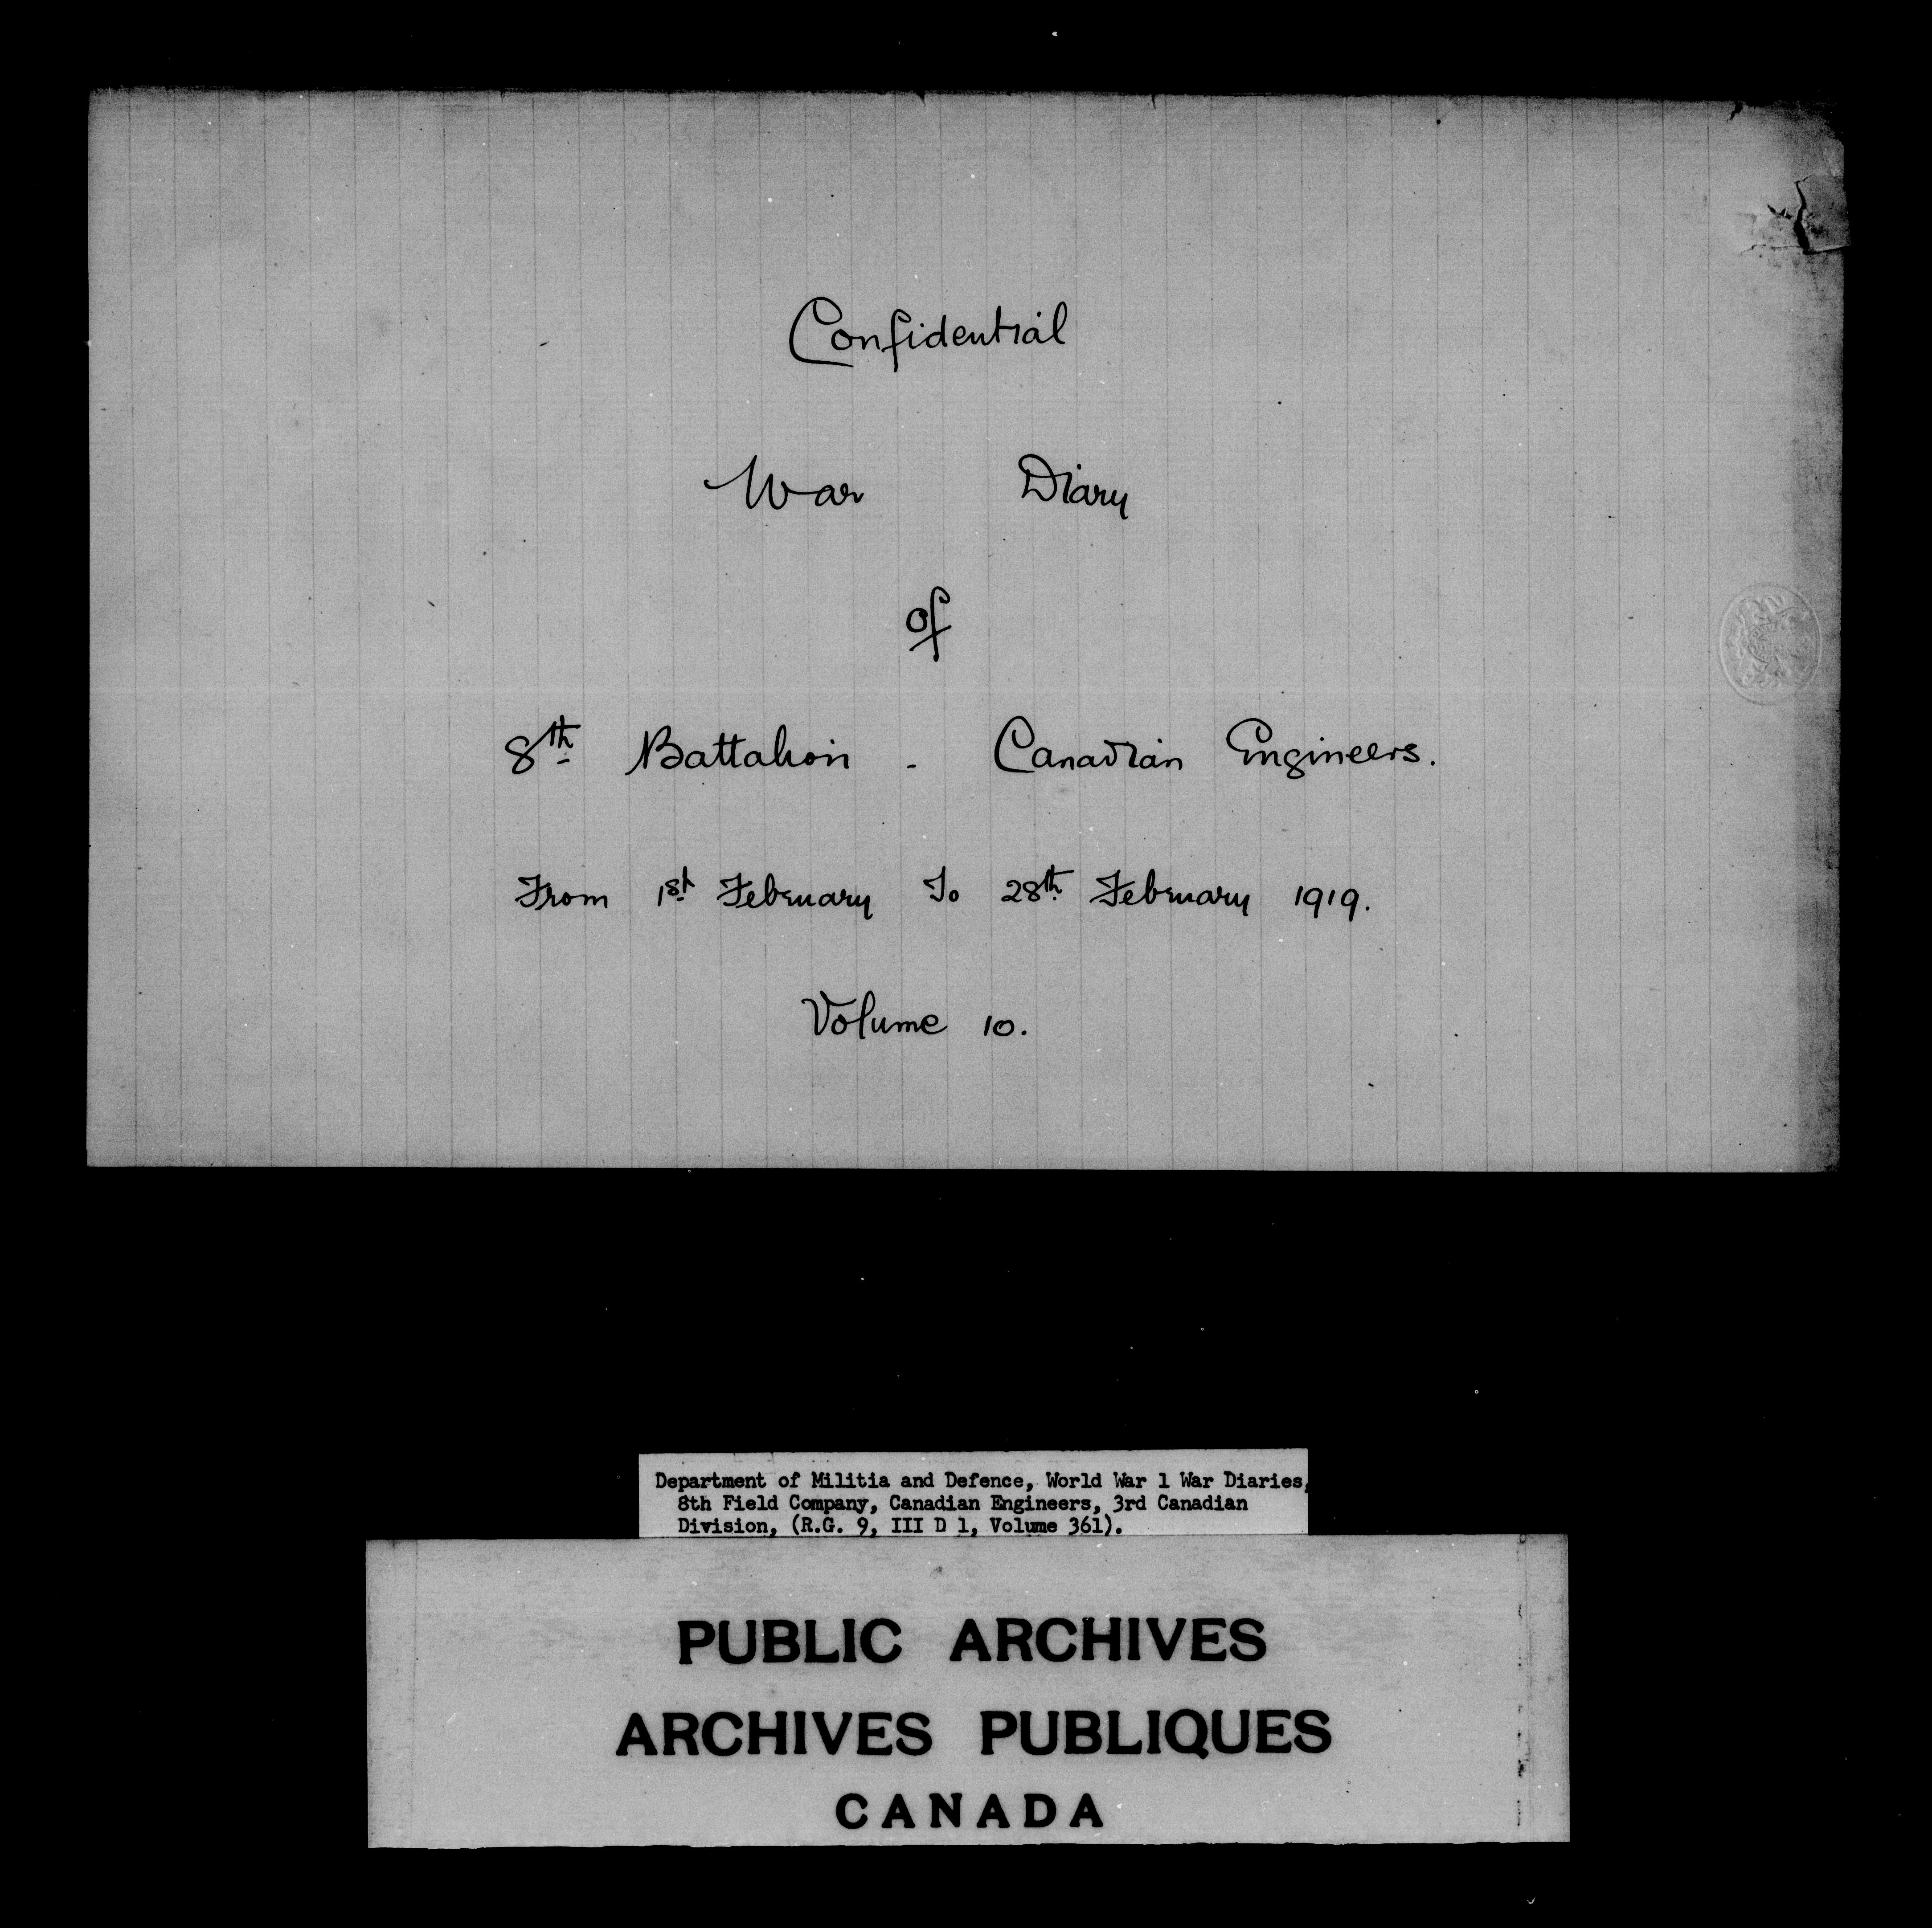 Confidential
War Diary
of
8th Battalion - Canadian Engineers.
From 1st February To 28th February 1919.
Volume 10.
Department of Militia and Defence, World War 1 War Diaries,
8th Field Company, Canadian Engineers, 3rd Canadian
Division, (R.G. 9, III D 1, Volume 361).
PUBLIC ARCHIVES
ARCHIVES PUBLIQUES
CANADA